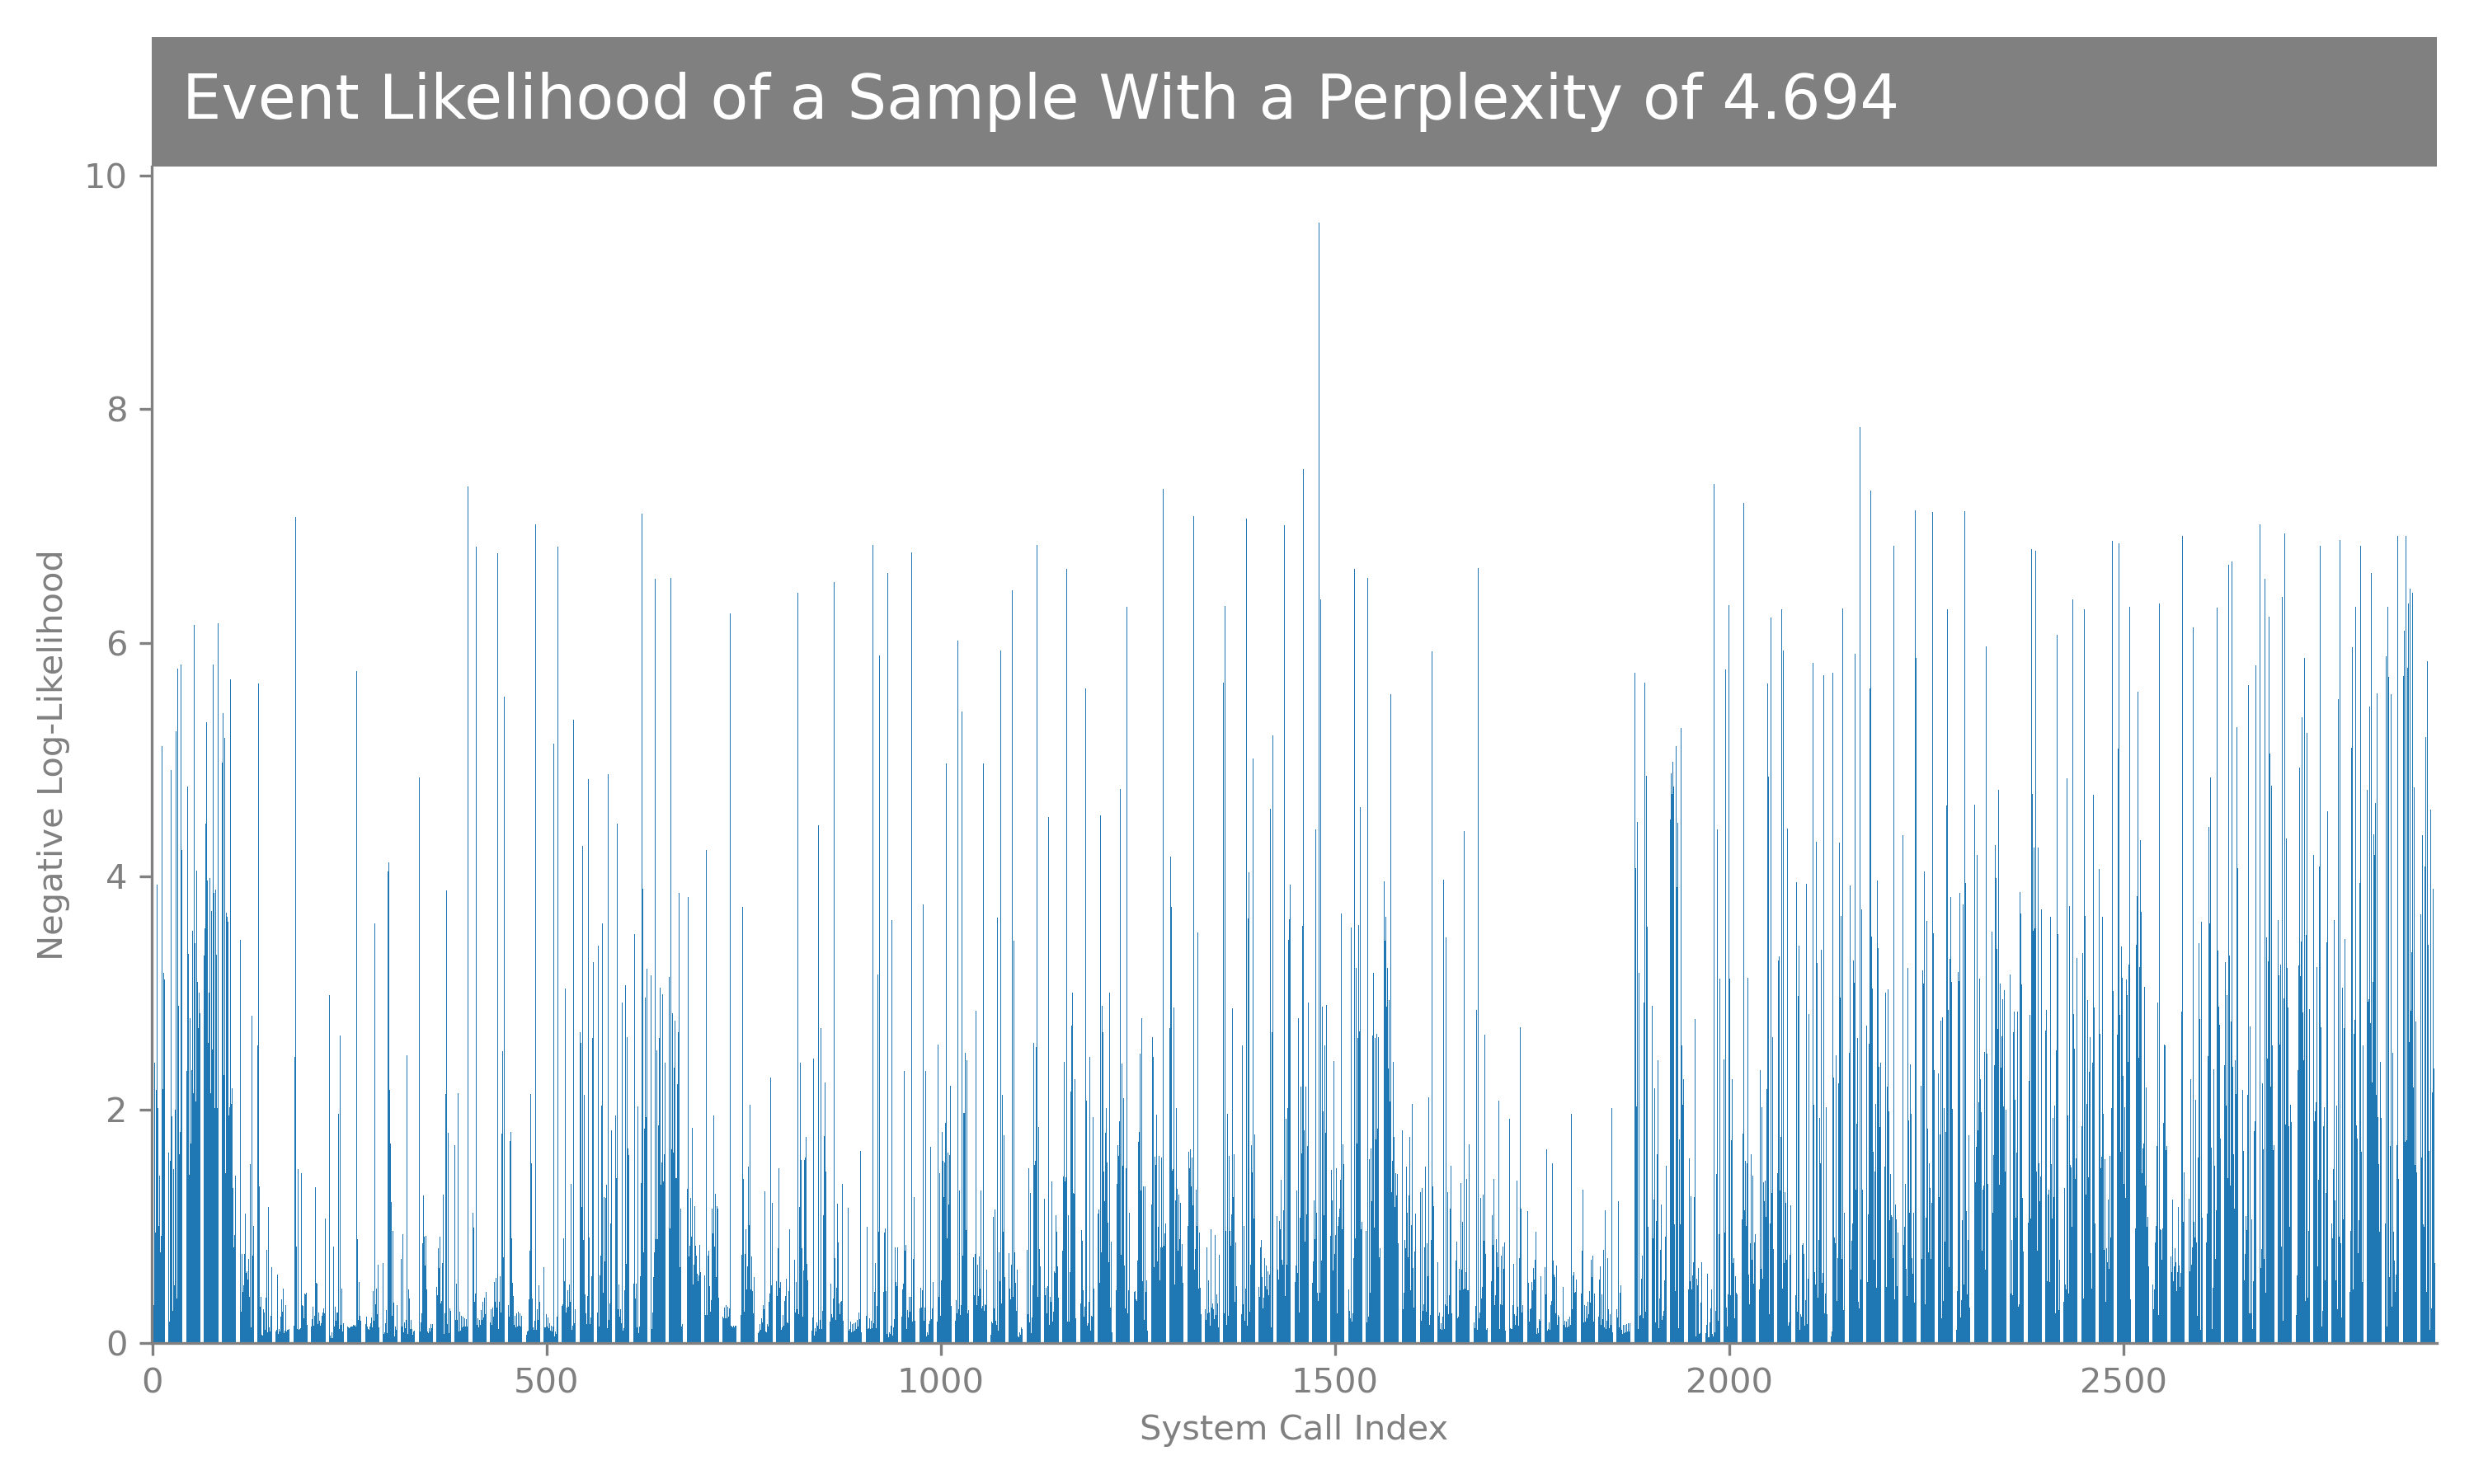 Event Likelihood of a Sample With a Perplexity of 4.694
10
8
6
4
2
0
Negative Log-Likelihood
0 500 1000 1500 2000 2500
System Call Index